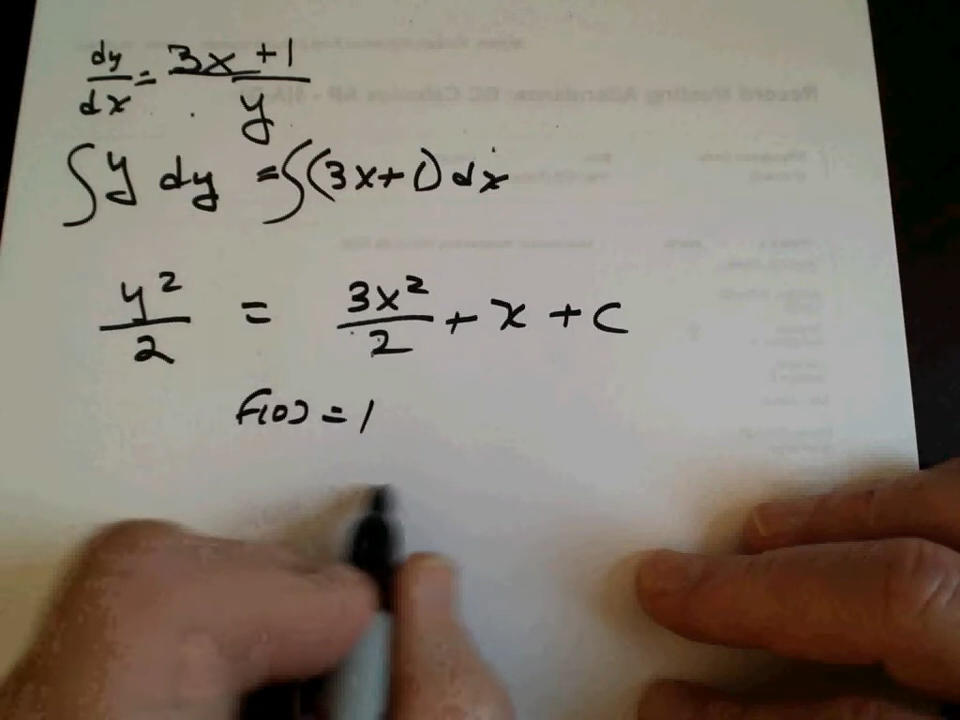 dy/dx = 3x+1/y
∫y dy = ∫(3x+1)dx
y²/2 = 3x²/2 + x + c
f(0) = 1